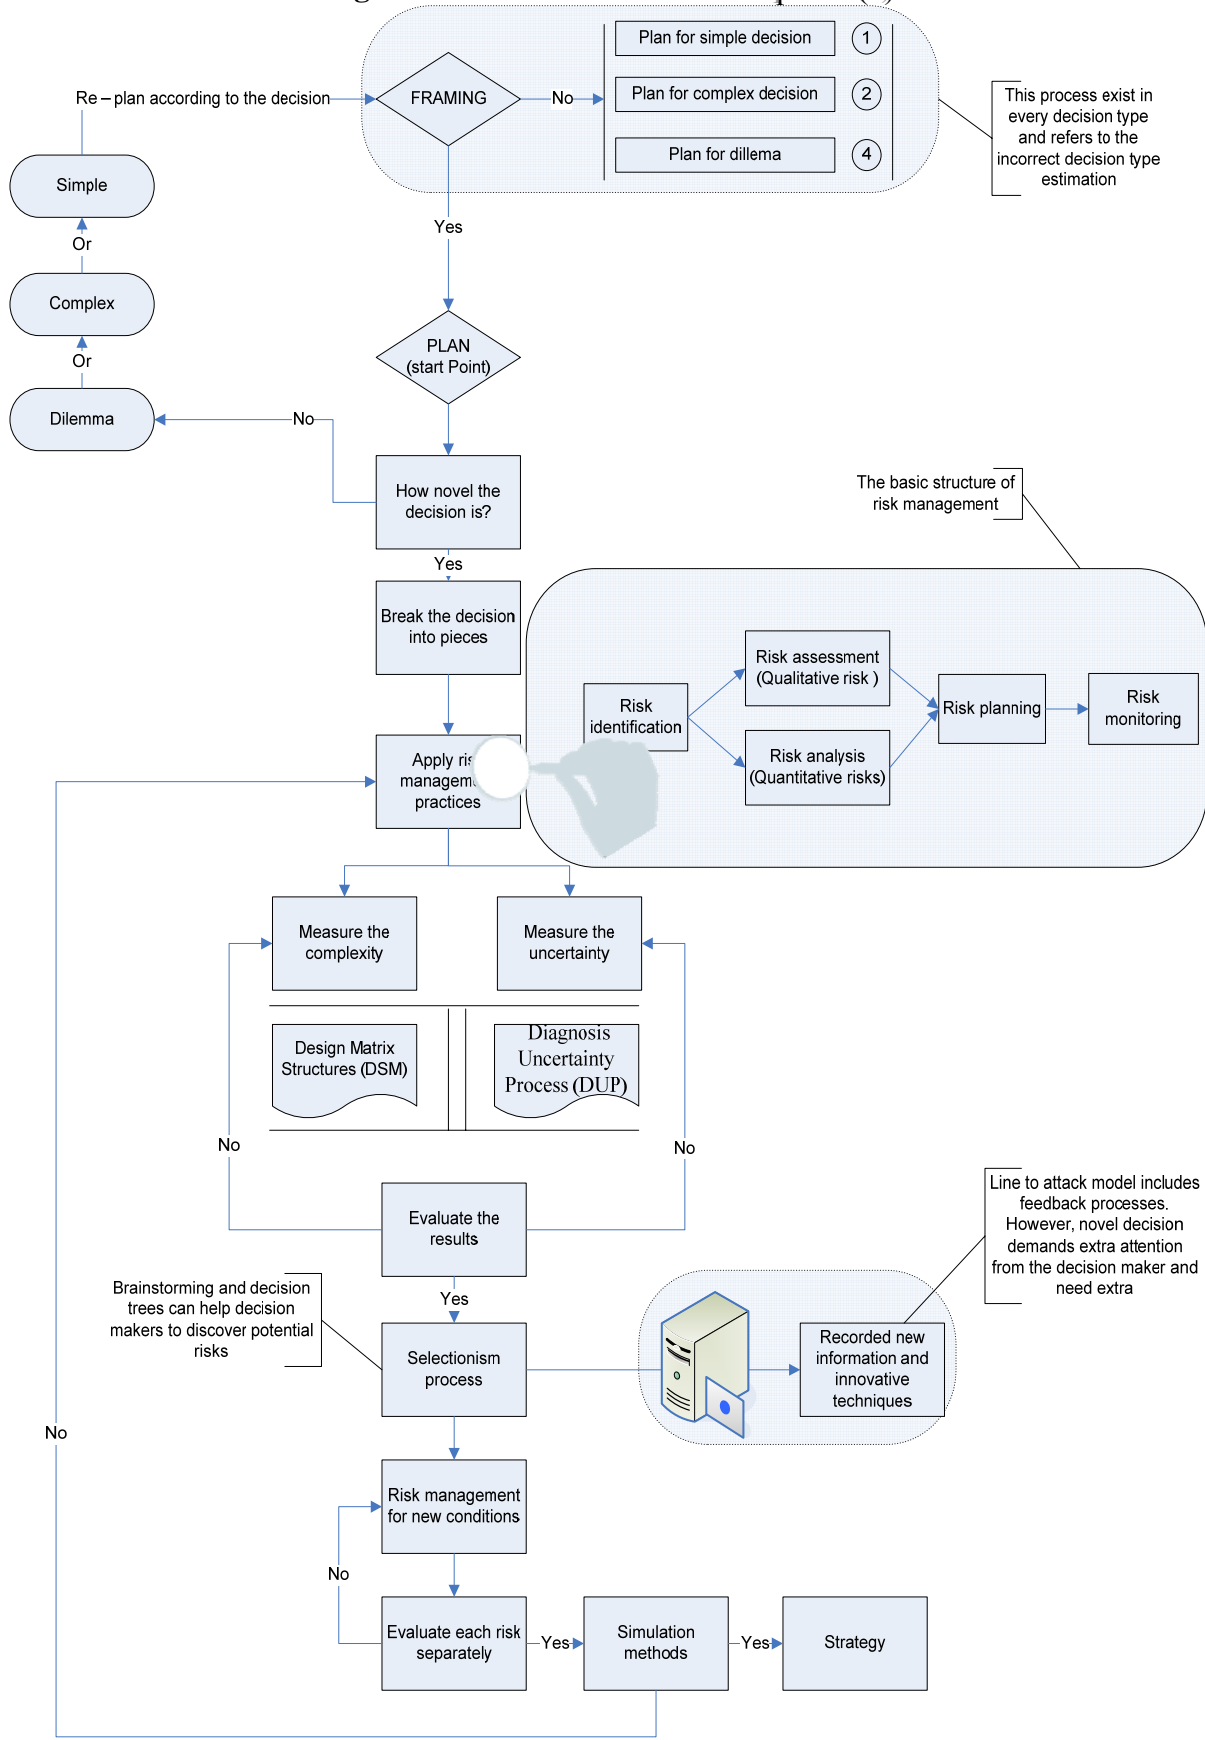 Re – plan according to the decision
FRAMING
No
Plan for simple decision
1
Plan for complex decision
2
Plan for dillema
4
This process exist in
every decision type
and refers to the
incorrect decision type
estimation
Simple
Or
Complex
Or
Dilemma
Yes
PLAN
(start Point)
No
How novel the
decision is?
Yes
Break the decision
into pieces
The basic structure of
risk management
Risk
identification
Risk assessment
(Qualitative risk )
Risk analysis
(Quantitative risks)
Risk planning
Risk
monitoring
Apply
practices
Measure the
complexity
Measure the
uncertainty
Design Matrix
Structures (DSM)
Diagnosis
Uncertainty
Process (DUP)
No
No
Evaluate the
results
Yes
Line to attack model includes
feedback processes.
However, novel decision
demands extra attention
from the decision maker and
need extra
Brainstorming and decision
trees can help decision
makers to discover potential
risks
Selectionism
process
Recorded new
information and
innovative
techniques
No
Risk management
for new conditions
No
Evaluate each risk
separately
Yes
Simulation
methods
Yes
Strategy